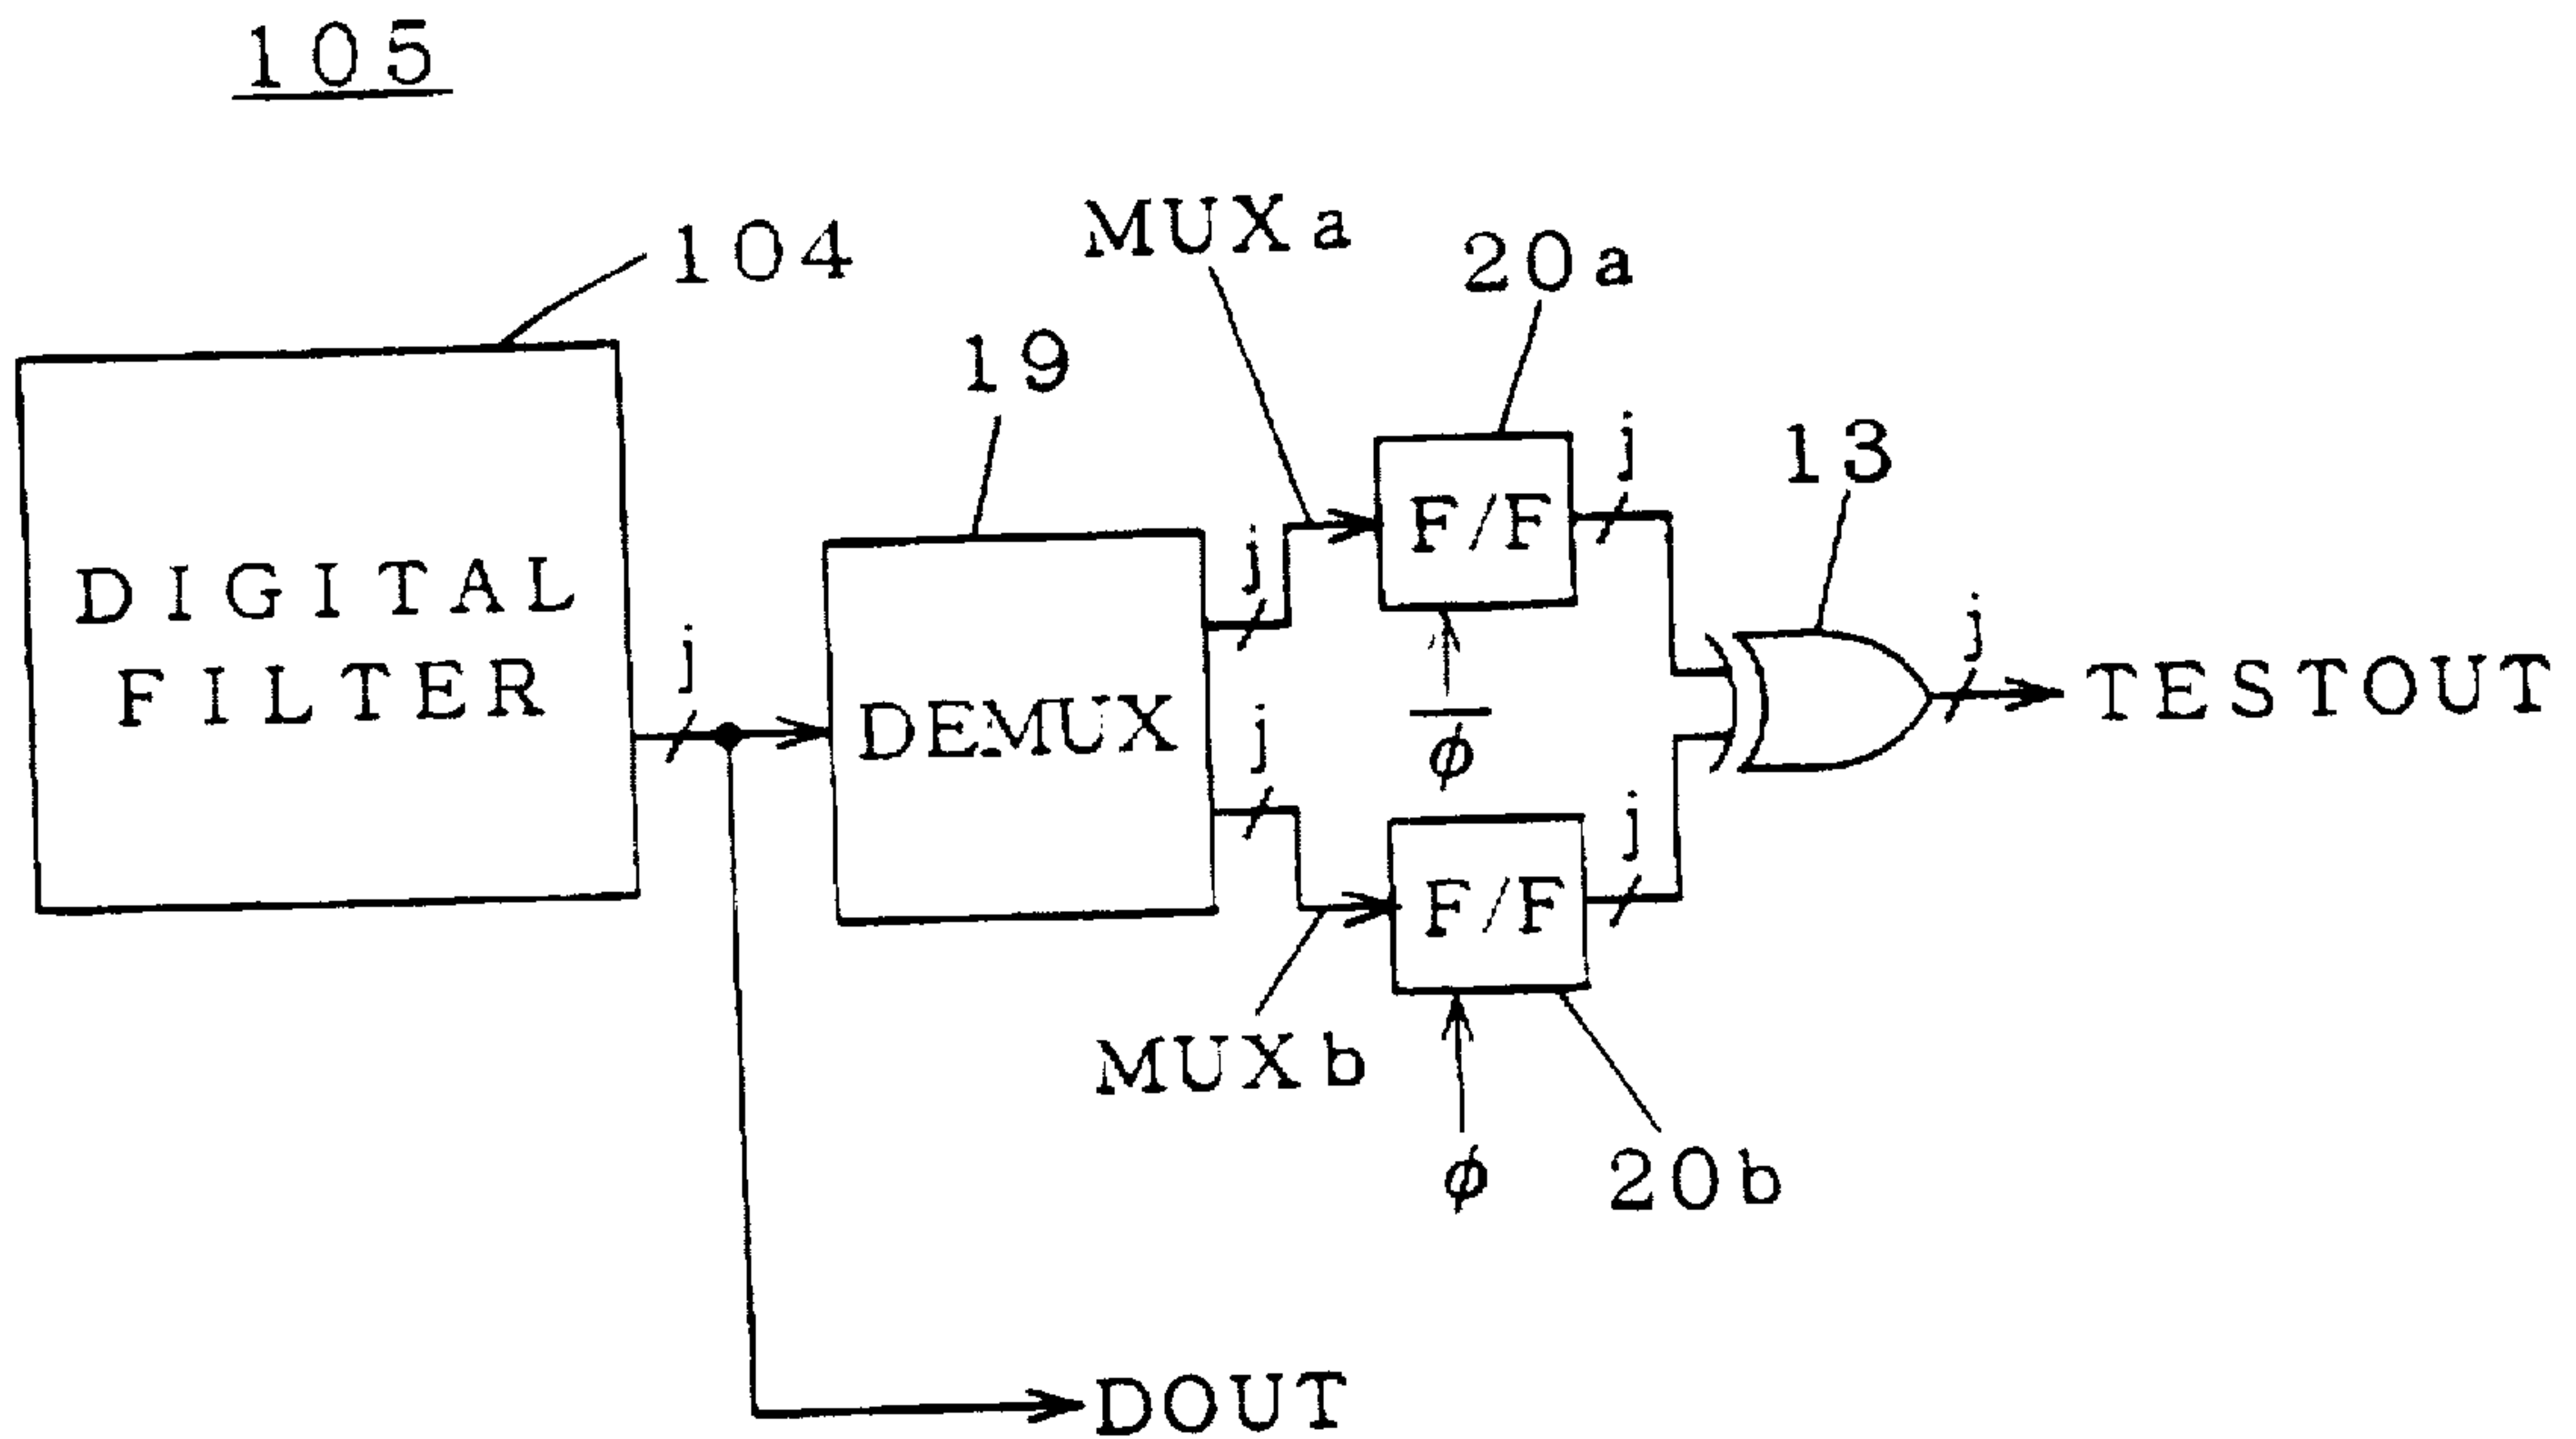 105
104
MUXa
20a
19
j
13
F/F
j
j
DIGITAL
FILTER
j
DEMUX
j
φ̅
TESTOUT
j
F/F
MUXb
φ
20b
DOUT